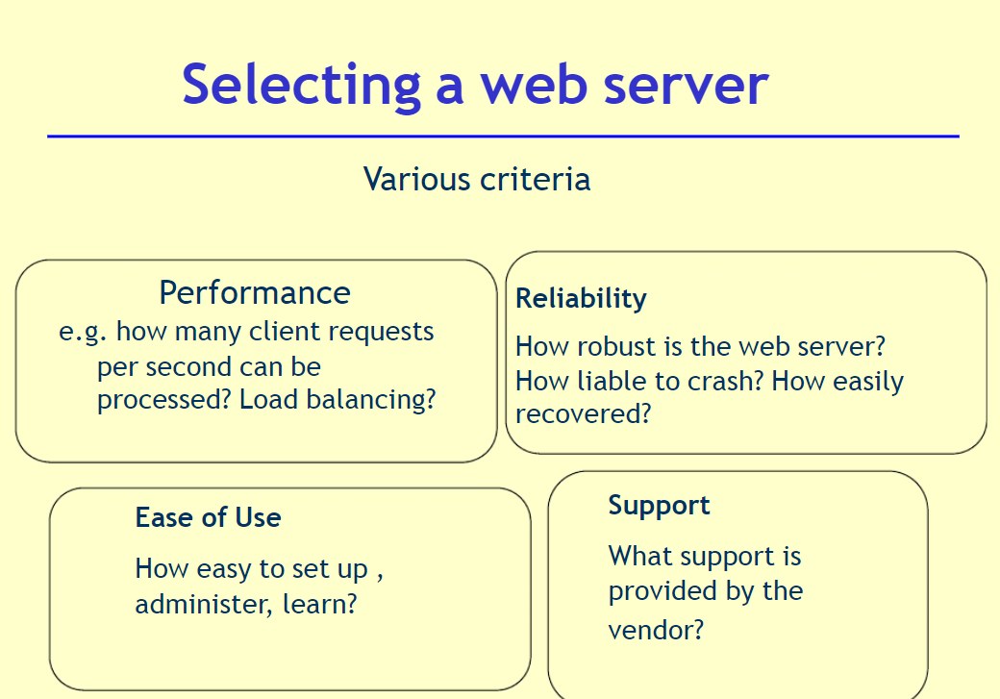 Selecting a web server
Various criteria
Performance
e.g. how many client requests
per second can be
processed? Load balancing?
Reliability
How robust is the web server?
How liable to crash? How easily
recovered?
Ease of Use
How easy to set up ,
administer, learn?
Support
What support is
provided by the
vendor?